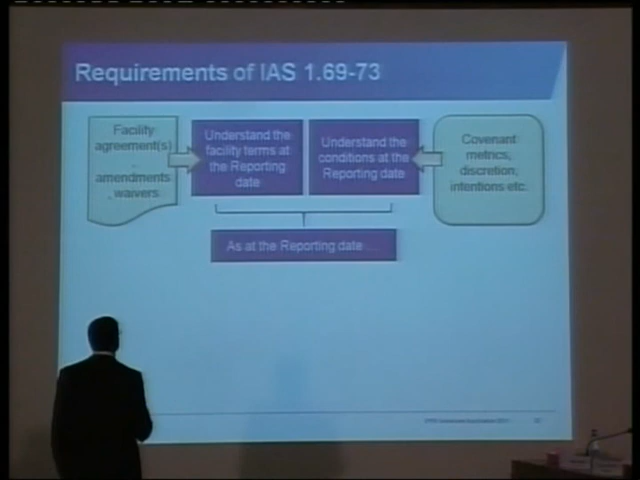 Requirements of IAS 1.69-73
Facility
agreement(s)
,
amendments
, waivers
Understand the
facility terms at
the Reporting
date
Understand the
conditions at the
Reporting date
Covenant
metrics,
discretion,
intentions etc.
As at the Reporting date ...